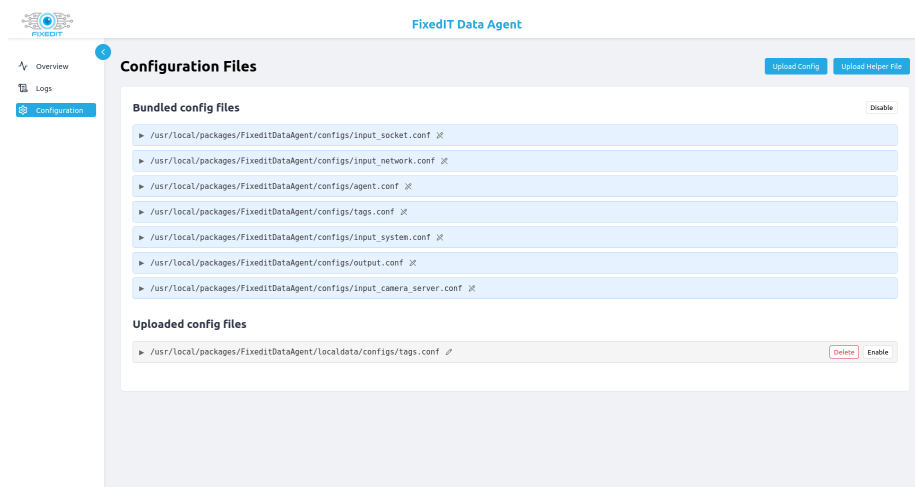 FIXEDIT
FixedIT Data Agent
Overview
Logs
Configuration
Configuration Files
Upload Config
Upload Helper File
Bundled config files
Disable
/usr/local/packages/FixeditDataAgent/configs/input_socket.conf
/usr/local/packages/FixeditDataAgent/configs/input_network.conf
/usr/local/packages/FixeditDataAgent/configs/agent.conf
/usr/local/packages/FixeditDataAgent/configs/tags.conf
/usr/local/packages/FixeditDataAgent/configs/input_system.conf
/usr/local/packages/FixeditDataAgent/configs/output.conf
/usr/local/packages/FixeditDataAgent/configs/input_camera_server.conf
Uploaded config files
/usr/local/packages/FixeditDataAgent/localdata/configs/tags.conf
Delete
Enable